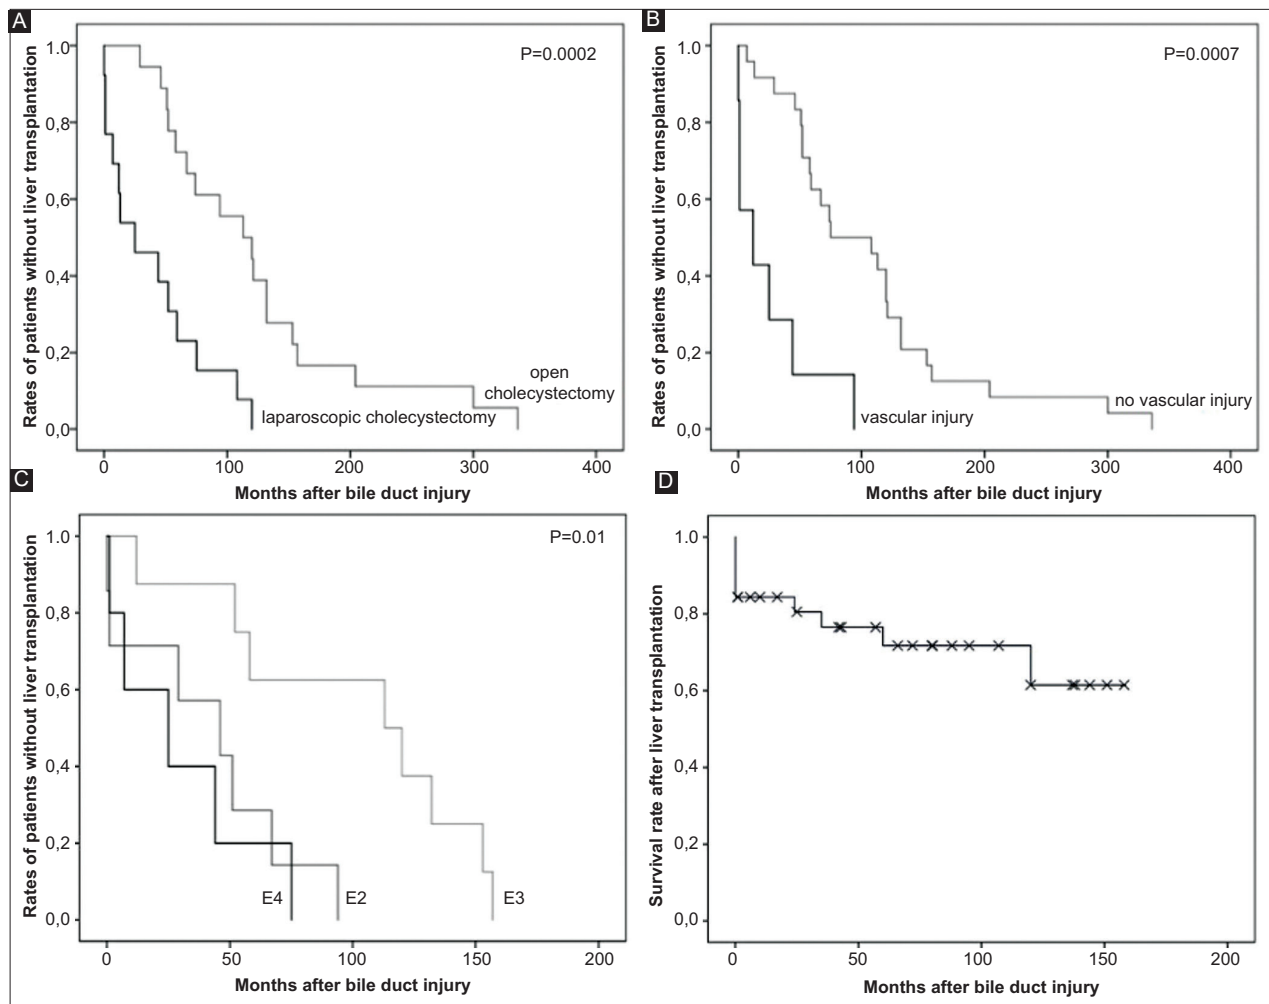 A
P=0.0002
Rates of patients without liver transplantation
1.0
0,8
0,6
0,4
0,2
0,0
open
cholecystectomy
laparoscopic cholecystectomy
0 100 200 300 400
Months after bile duct injury
B
P=0.0007
Rates of patients without liver transplantation
1.0
0,8
0,6
0,4
0,2
0,0
no vascular injury
vascular injury
0 100 200 300 400
Months after bile duct injury
C
P=0.01
Rates of patients without liver transplantation
1.0
0,8
0,6
0,4
0,2
0,0
E4 E2 E3
0 50 100 150 200
Months after bile duct injury
D
Survival rate after liver transplantation
1.0
0,8
0,6
0,4
0,2
0,0
0 50 100 150 200
Months after bile duct injury